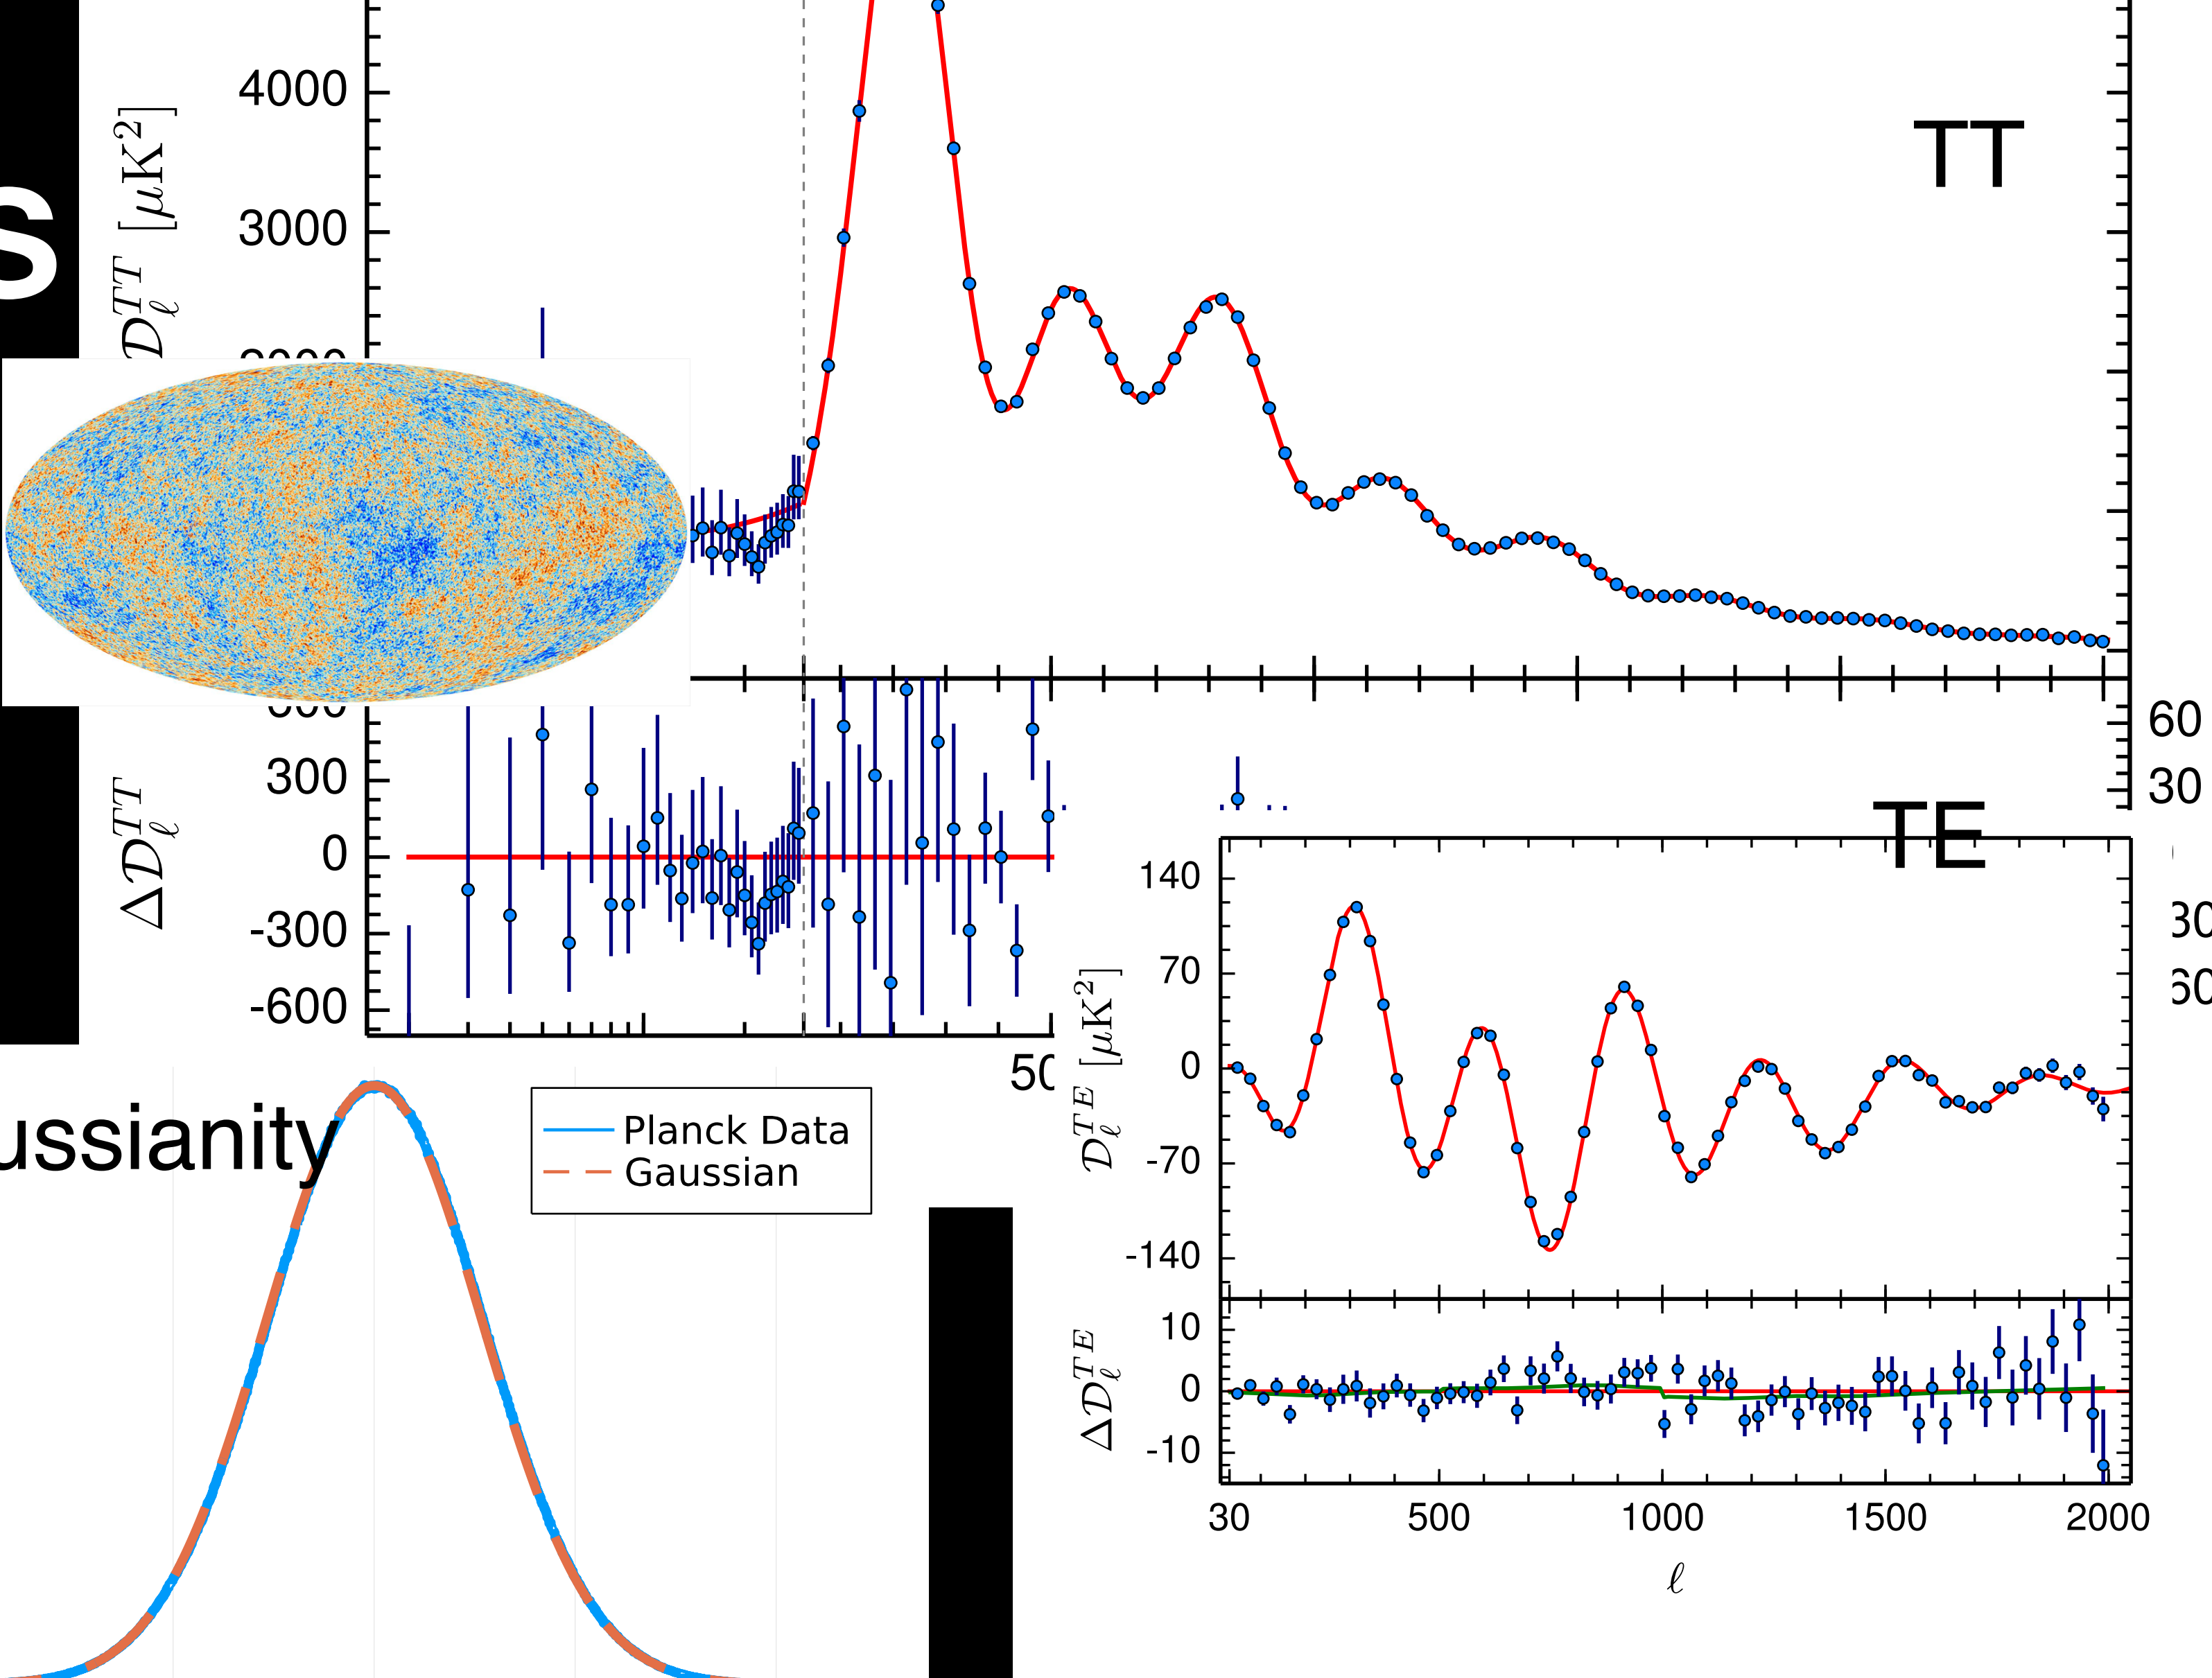 S
4000
3000
D_ℓ^{TT} [μK²]
TT
300
0
-300
-600
ΔD_ℓ^{TT}
60
30
TE
140
70
0
-70
-140
D_ℓ^{TE} [μK²]
10
0
-10
ΔD_ℓ^{TE}
30 500 1000 1500 2000
ℓ
ussianity
Planck Data
Gaussian